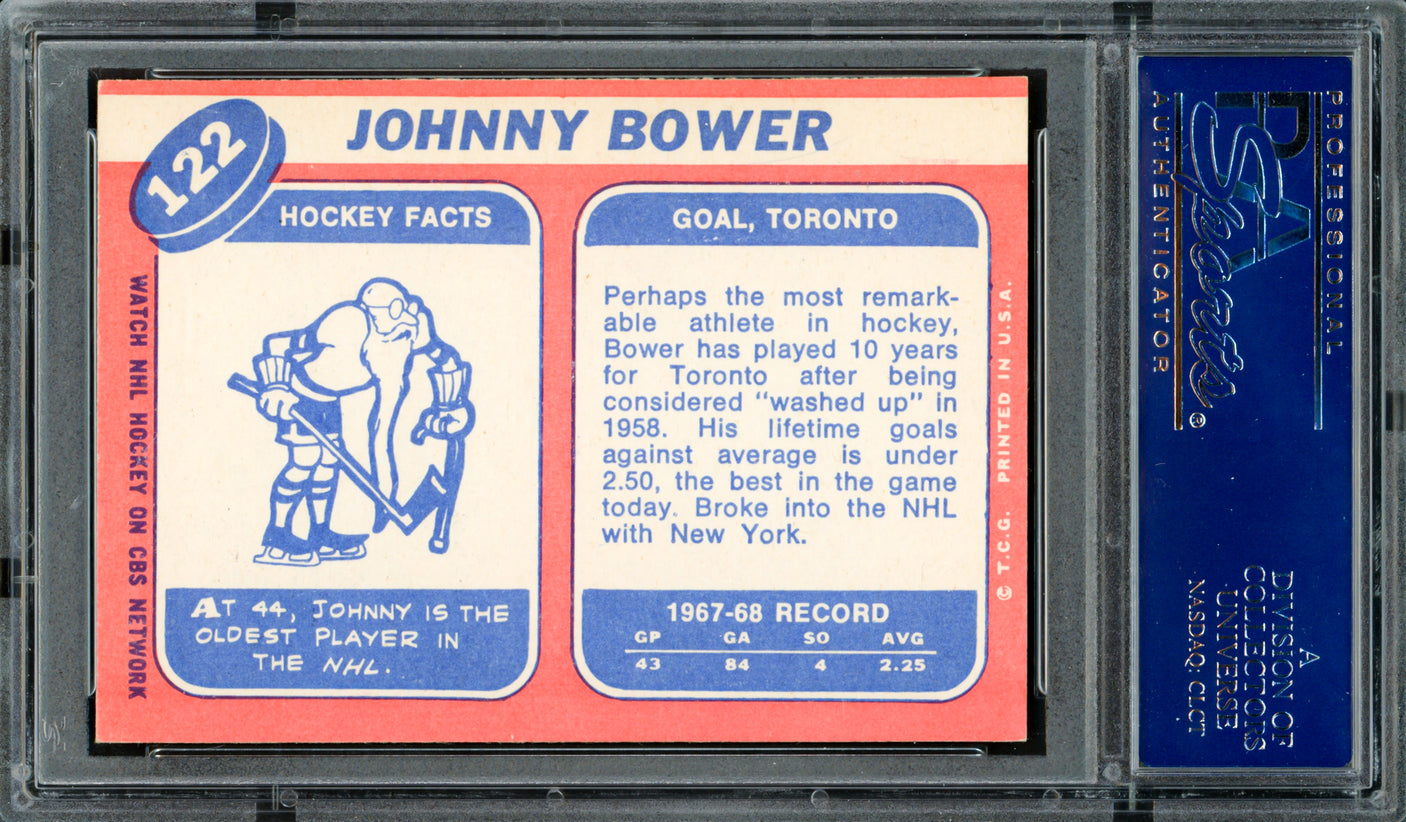 122
JOHNNY BOWER
HOCKEY FACTS
AT 44, JOHNNY IS THE
OLDEST PLAYER IN
THE NHL.
GOAL, TORONTO
Perhaps the most remark-
able athlete in hockey,
Bower has played 10 years
for Toronto after being
considered "washed up" in
1958. His lifetime goals
against average is under
2.50, the best in the game
today. Broke into the NHL
with New York.
1967-68 RECORD
GP GA SO AVG
43 84 4 2.25
WATCH NHL HOCKEY ON CBS NETWORK
© T.C.G. PRINTED IN U.S.A.
PROFESSIONAL
PSA
Sports®
AUTHENTICATOR
A
DIVISION OF
COLLECTORS
UNIVERSE
NASDAQ: CLCT